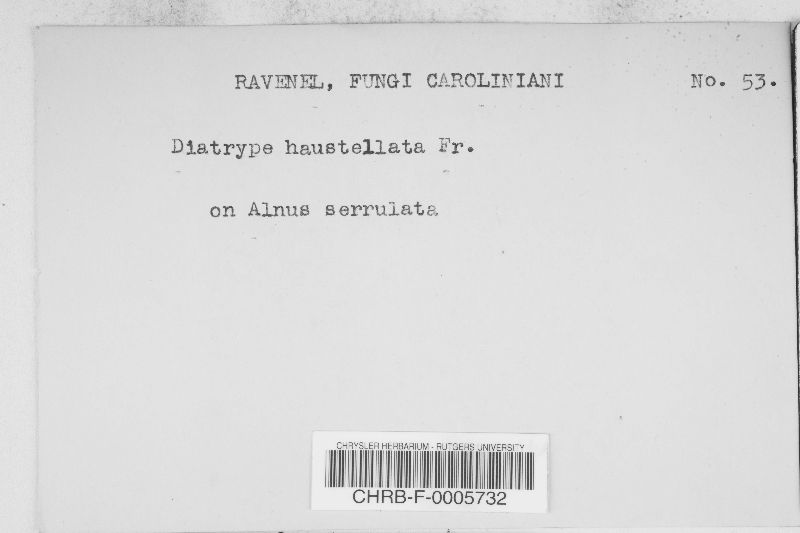 RAVENEL, FUNGI CAROLINIANI No. 53.
Diatrype haustellata Fr.
on Alnus serrulata
CHRYSLER HERBARIUM - RUTGERS UNIVERSITY
CHRB-F-0005732